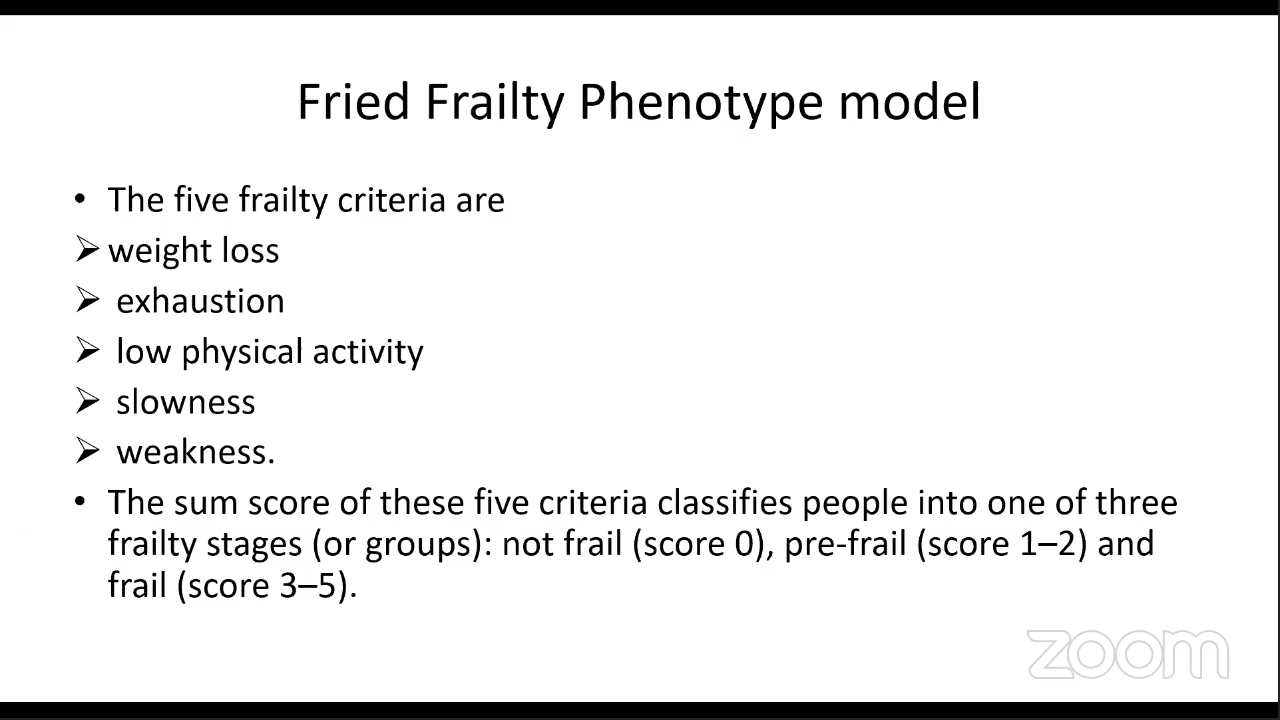 Fried Frailty Phenotype model
• The five frailty criteria are
➢ weight loss
➢ exhaustion
➢ low physical activity
➢ slowness
➢ weakness.
• The sum score of these five criteria classifies people into one of three
frailty stages (or groups): not frail (score 0), pre-frail (score 1–2) and
frail (score 3–5).
zoom